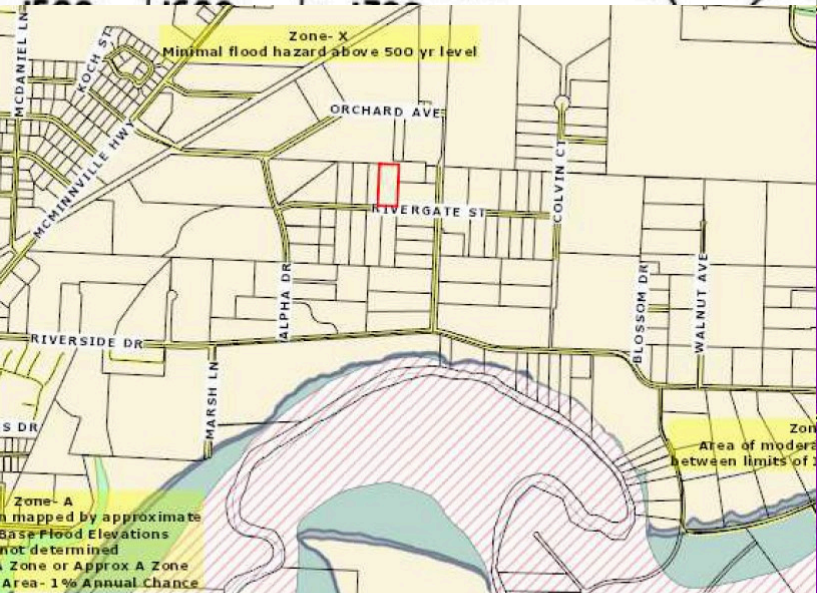 Zone- X
Minimal flood hazard above 500 yr level
MCDANIEL LN
KOCH ST
MCMINNVILLE HWY
ORCHARD AVE
COLVIN CT
RIVERGATE ST
ALPHA DR
BLOSSOM DR
WALNUT AVE
RIVERSIDE DR
MARSH LN
S DR
Zon
Area of modera
between limits of
Zone- A
n mapped by approximate
Base Flood Elevations
not determined
A Zone or Approx A Zone
Area- 1% Annual Chance